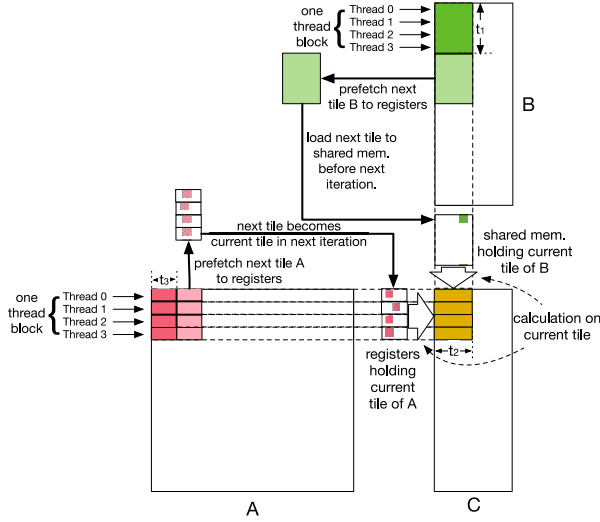 one
thread
block
Thread 0
Thread 1
Thread 2
Thread 3
t1
B
prefetch next
tile B to registers
load next tile to
shared mem.
before next
iteration.
next tile becomes
current tile in next iteration
shared mem.
holding current
tile of B
prefetch next tile A
to registers
t3
one
thread
block
Thread 0
Thread 1
Thread 2
Thread 3
calculation on
current tile
t2
registers
holding
current
tile of A
A
C